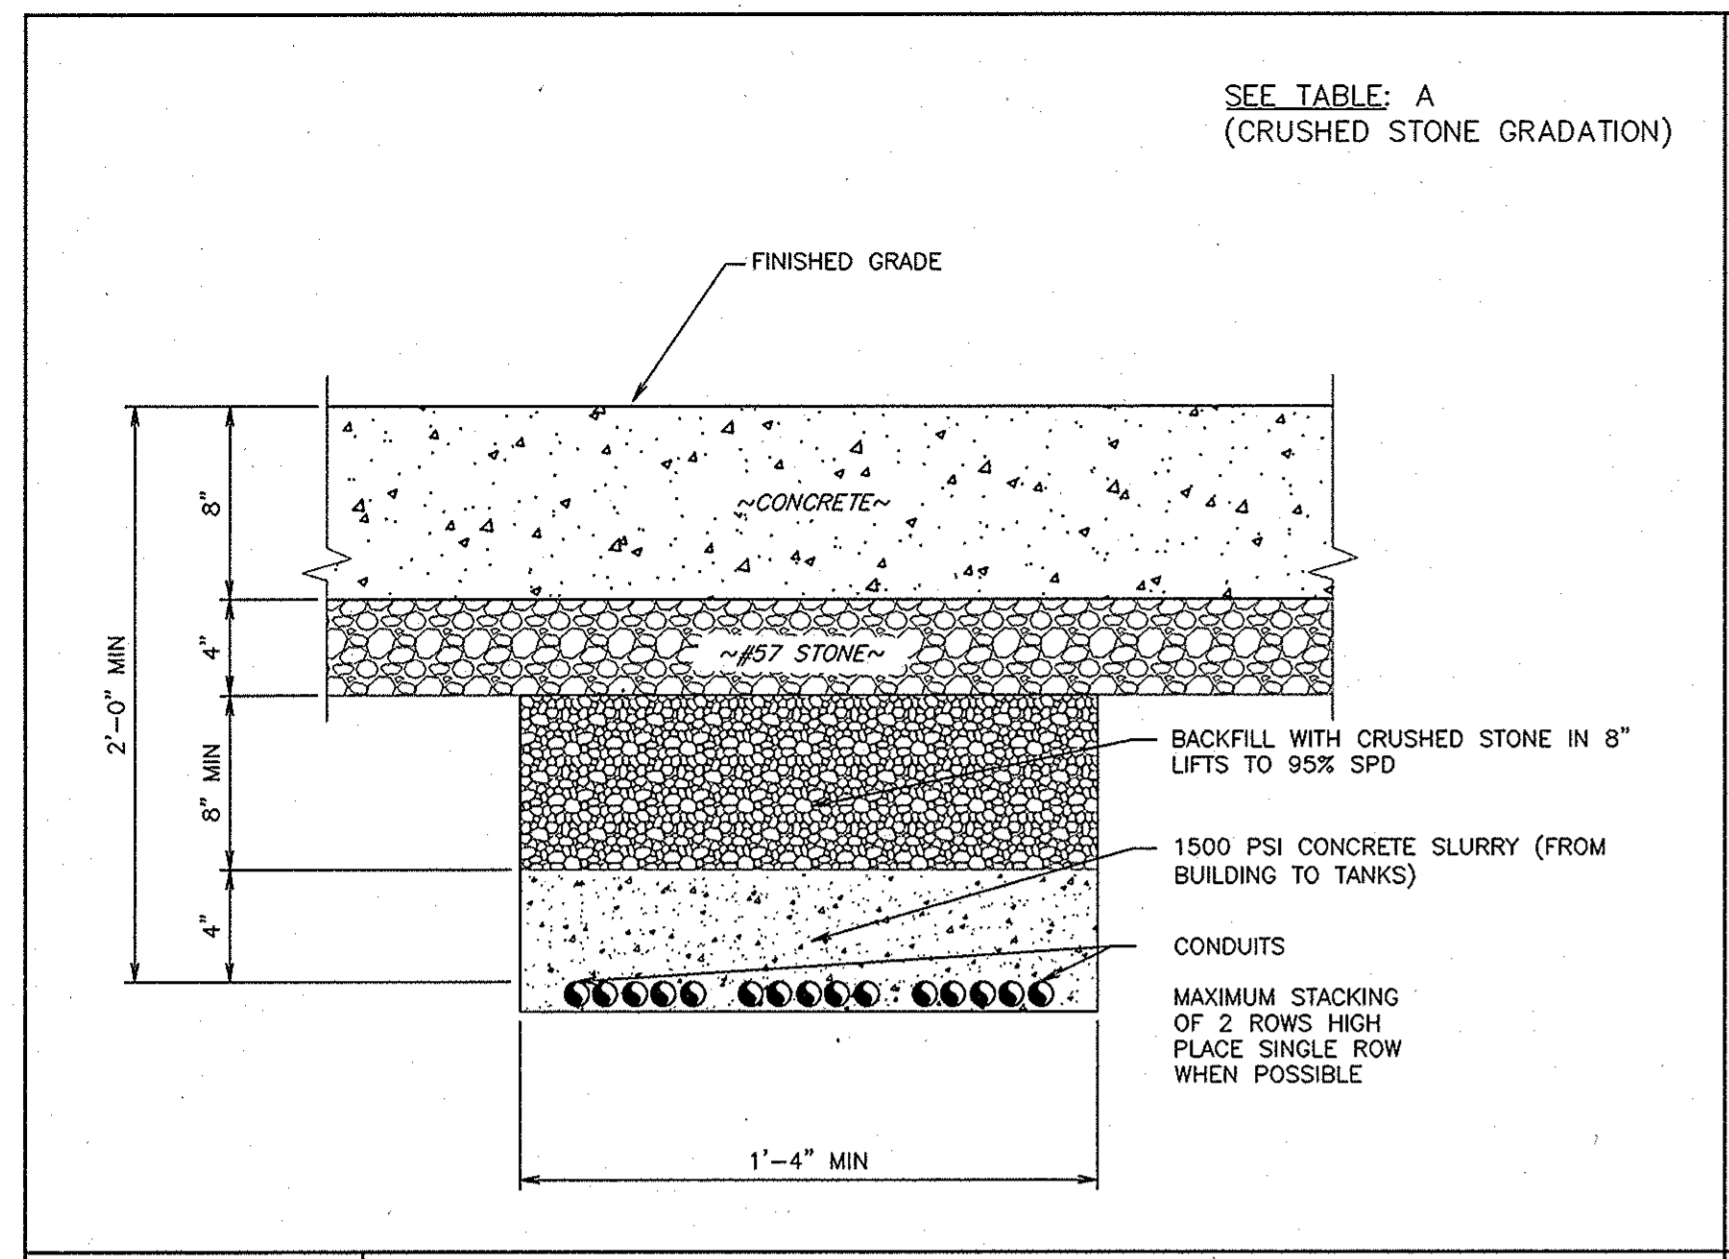 SEE TABLE: A
(CRUSHED STONE GRADATION)
FINISHED GRADE
8"
~CONCRETE~
4"
~#57 STONE~
2'-0" MIN
8" MIN
BACKFILL WITH CRUSHED STONE IN 8"
LIFTS TO 95% SPD
1500 PSI CONCRETE SLURRY (FROM
BUILDING TO TANKS)
4"
CONDUITS
MAXIMUM STACKING
OF 2 ROWS HIGH
PLACE SINGLE ROW
WHEN POSSIBLE
1'-4" MIN